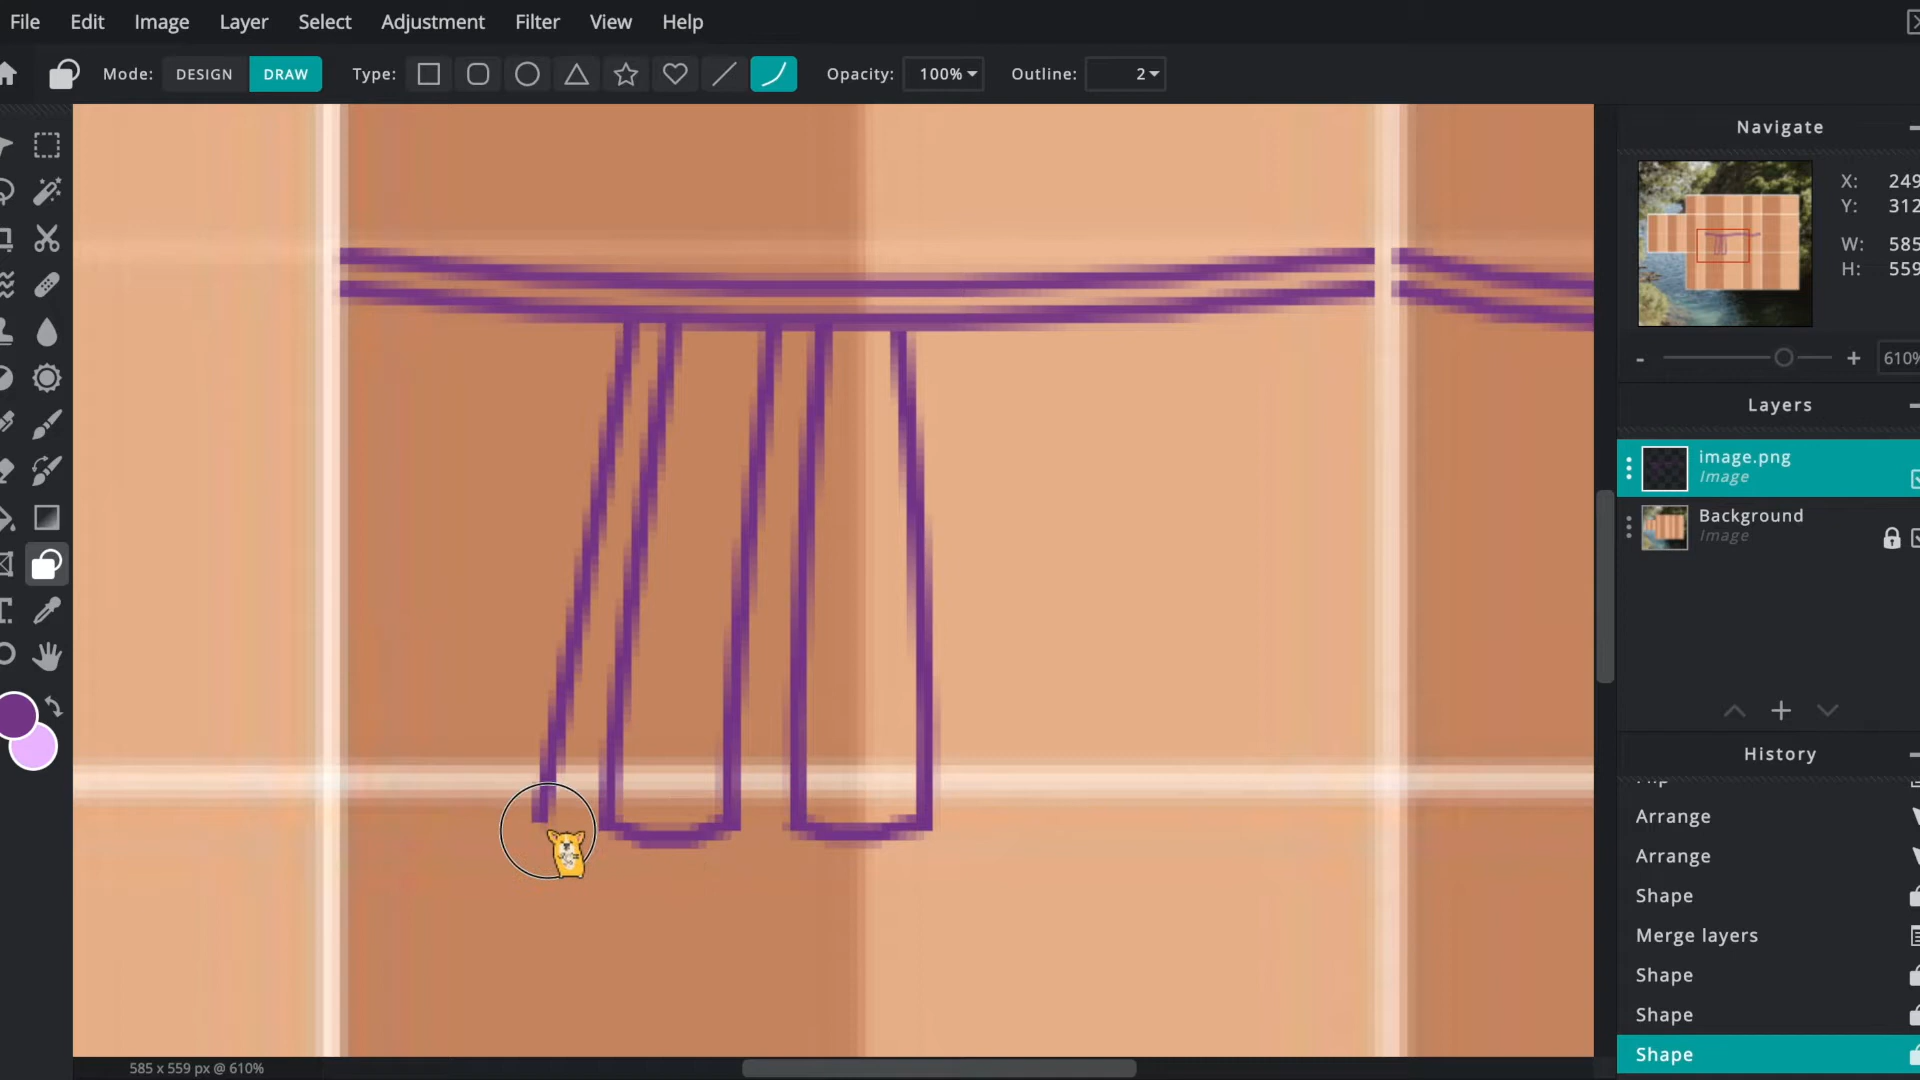 File Edit Image Layer Select Adjustment Filter View Help
Mode: DESIGN DRAW Type: Opacity: 100% Outline: 2
Navigate
X: 249
Y: 312
W: 585
H: 559
- + 610%
Layers
image.png
Image
Background
Image
History
Arrange
Arrange
Shape
Merge layers
Shape
Shape
Shape
585 x 559 px @ 610%